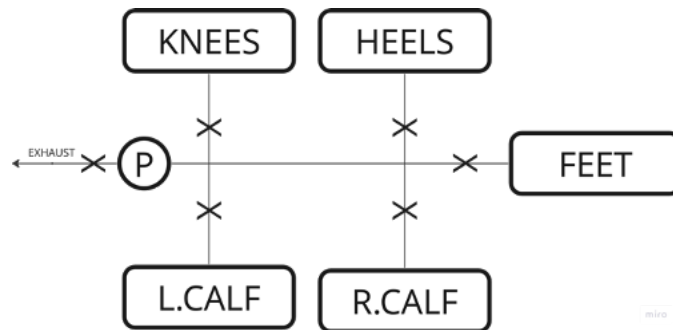 KNEES
HEELS
EXHAUST
P
FEET
L.CALF
R.CALF
miro